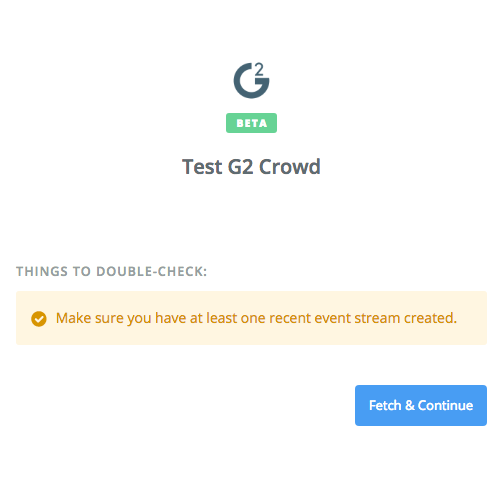 G2
BETA
Test G2 Crowd
THINGS TO DOUBLE-CHECK:
Make sure you have at least one recent event stream created.
Fetch & Continue